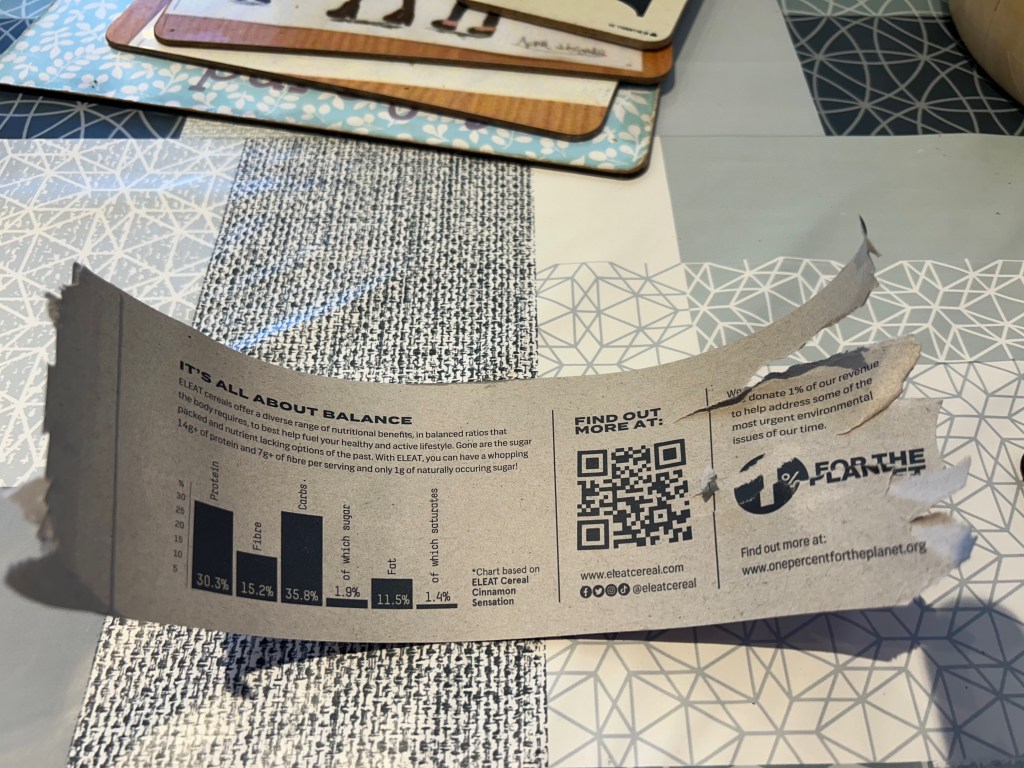 IT'S ALL ABOUT BALANCE
ELEAT cereals offer a diverse range of nutritional benefits, in balanced ratios that
the body requires, to best help fuel your healthy and active lifestyle. Gone are the sugar
packed and nutrient lacking options of the past. With ELEAT, you can have a whopping
14g+ of protein and 7g+ of fibre per serving and only 1g of naturally occuring sugar!
%
30
25
20
15
10
5
Protein
Fibre
Carbs.
of which sugar
Fat
of which saturates
30.3%
15.2%
35.8%
1.9%
11.5%
1.4%
*Chart based on
ELEAT Cereal
Cinnamon
Sensation
FIND OUT
MORE AT:
www.eleatcereal.com
@eleatcereal
We donate 1% of our revenue
to help address some of the
most urgent environmental
issues of our time.
1% FOR THE
PLANET
Find out more at:
www.onepercentfortheplanet.org